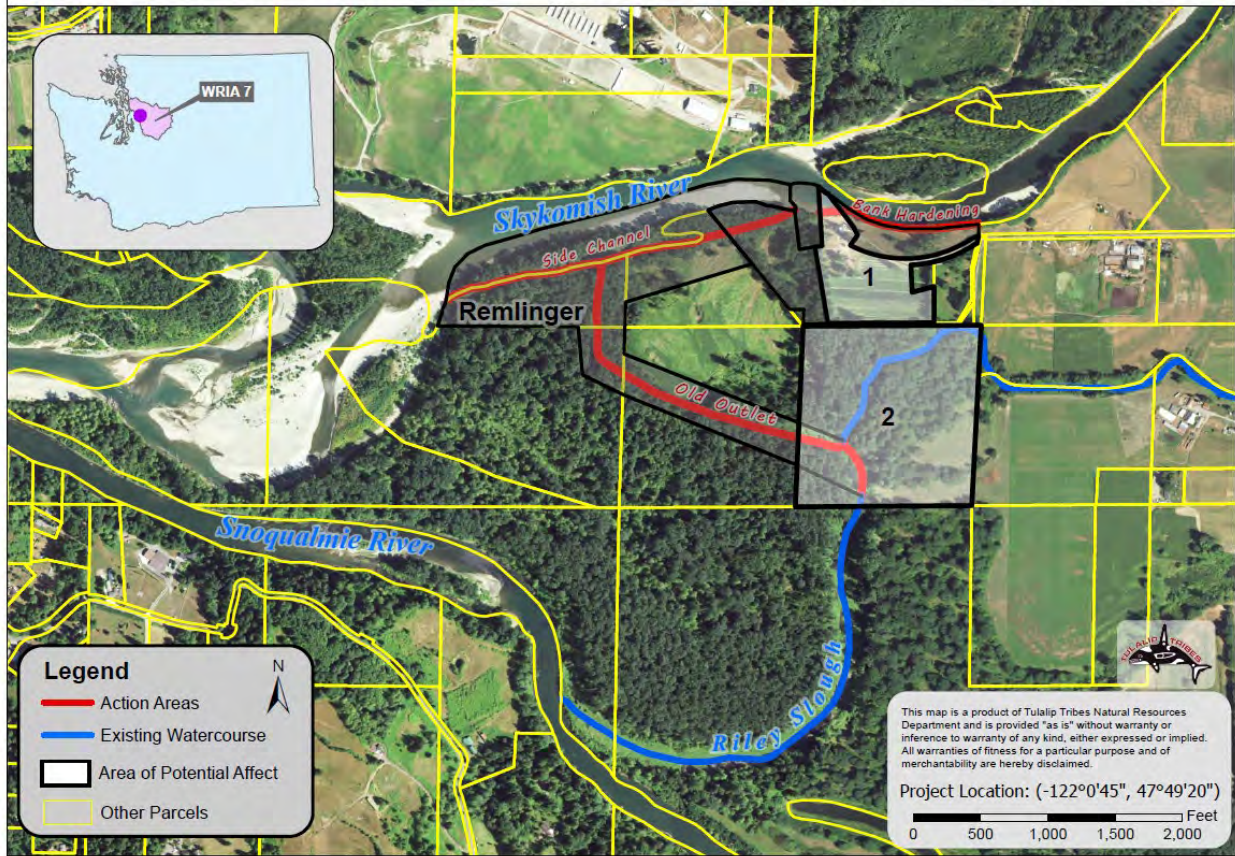 WRIA 7
Skykomish River
Bank Hardening
Side Channel
1
Remlinger
Old Outlet
2
Snoqualmie River
Riley Slough
Legend
N
Action Areas
Existing Watercourse
Area of Potential Affect
Other Parcels
TULALIP TRIBES
This map is a product of Tulalip Tribes Natural Resources
Department and is provided "as is" without warranty or
inference to warranty of any kind, either expressed or implied.
All warranties of fitness for a particular purpose and of
merchantability are hereby disclaimed.
Project Location: (-122°0'45", 47°49'20")
Feet
0 500 1,000 1,500 2,000